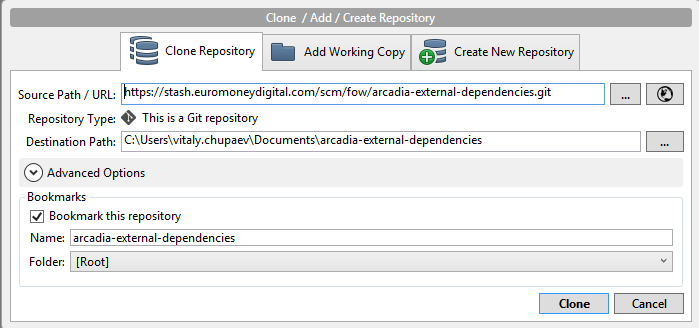 Clone / Add / Create Repository
Clone Repository Add Working Copy Create New Repository
Source Path / URL: https://stash.euromoneydigital.com/scm/fow/arcadia-external-dependencies.git ...
Repository Type: This is a Git repository
Destination Path: C:\Users\vitaly.chupaev\Documents\arcadia-external-dependencies ...
Advanced Options
Bookmarks
Bookmark this repository
Name: arcadia-external-dependencies
Folder: [Root]
Clone Cancel